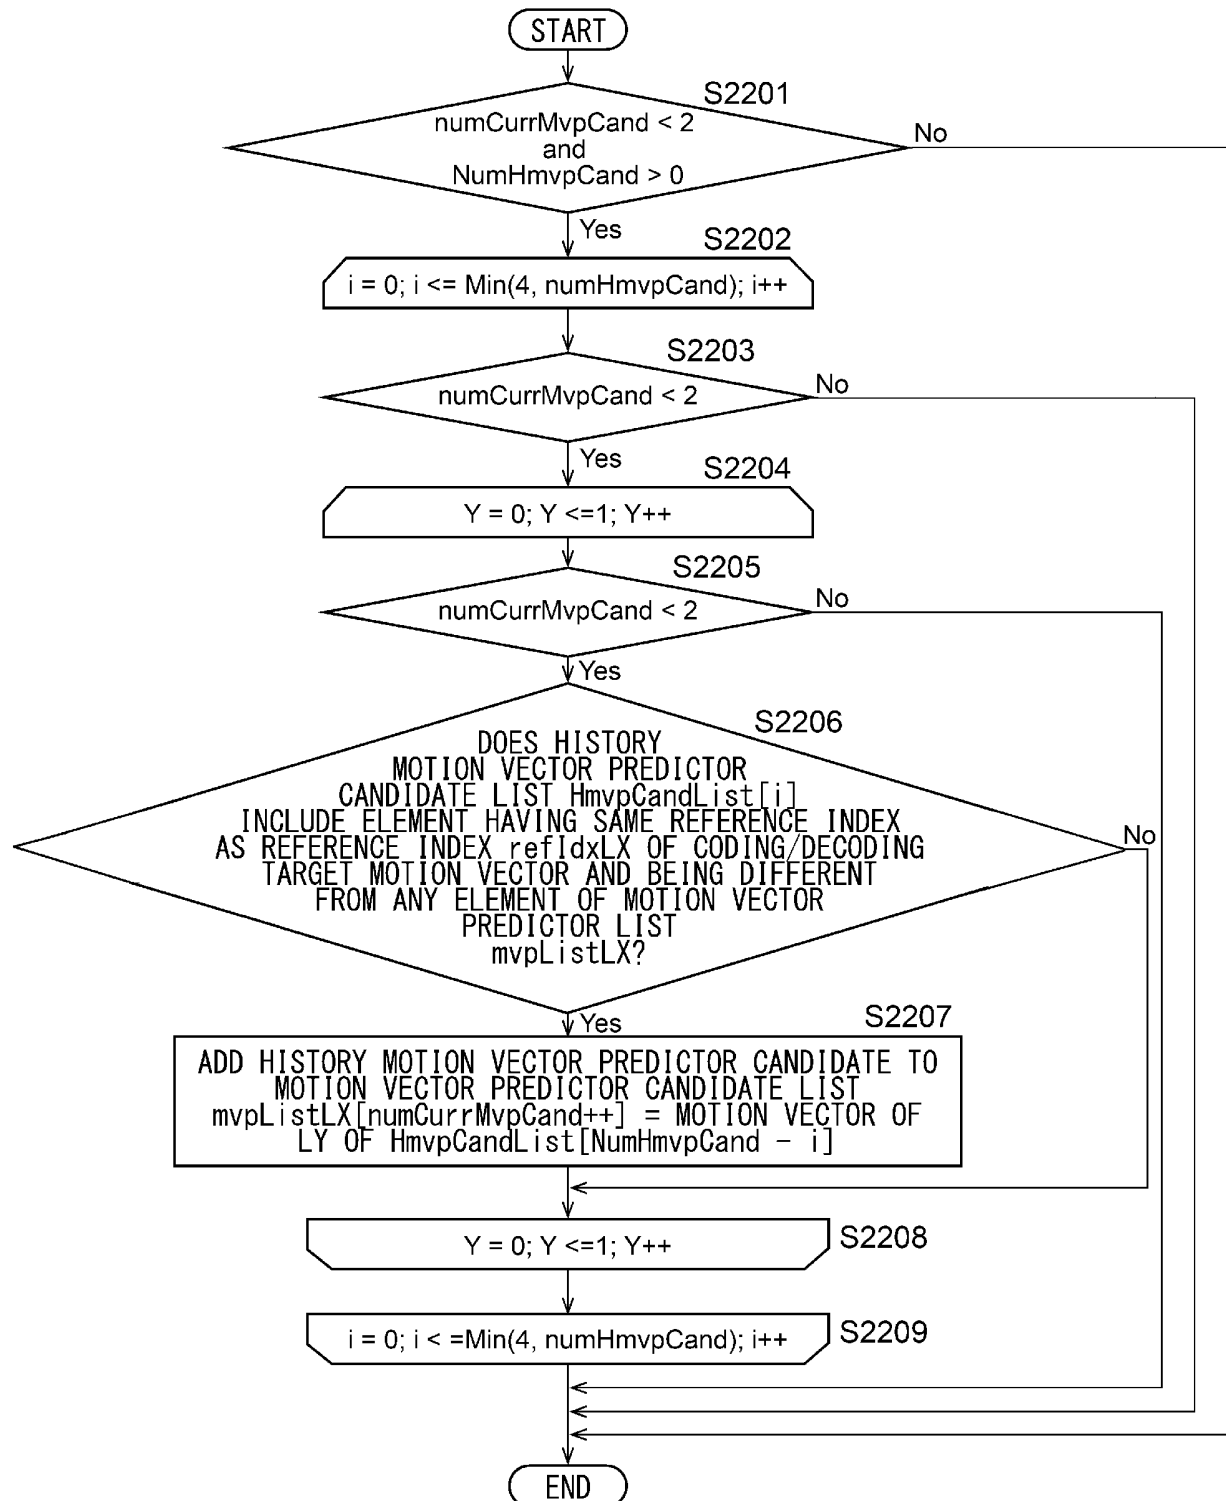 START
S2201
numCurrMvpCand < 2
and
NumHmvpCand > 0
No
Yes
S2202
i = 0; i <= Min(4, numHmvpCand); i++
S2203
numCurrMvpCand < 2
No
Yes
S2204
Y = 0; Y <=1; Y++
S2205
numCurrMvpCand < 2
No
Yes
S2206
DOES HISTORY
MOTION VECTOR PREDICTOR
CANDIDATE LIST HmvpCandList[i]
INCLUDE ELEMENT HAVING SAME REFERENCE INDEX
AS REFERENCE INDEX refIdxLX OF CODING/DECODING
TARGET MOTION VECTOR AND BEING DIFFERENT
FROM ANY ELEMENT OF MOTION VECTOR
PREDICTOR LIST
mvpListLX?
No
Yes
S2207
ADD HISTORY MOTION VECTOR PREDICTOR CANDIDATE TO
MOTION VECTOR PREDICTOR CANDIDATE LIST
mvpListLX[numCurrMvpCand++] = MOTION VECTOR OF
LY OF HmvpCandList[NumHmvpCand - i]
Y = 0; Y <=1; Y++
S2208
i = 0; i < =Min(4, numHmvpCand); i++
S2209
END